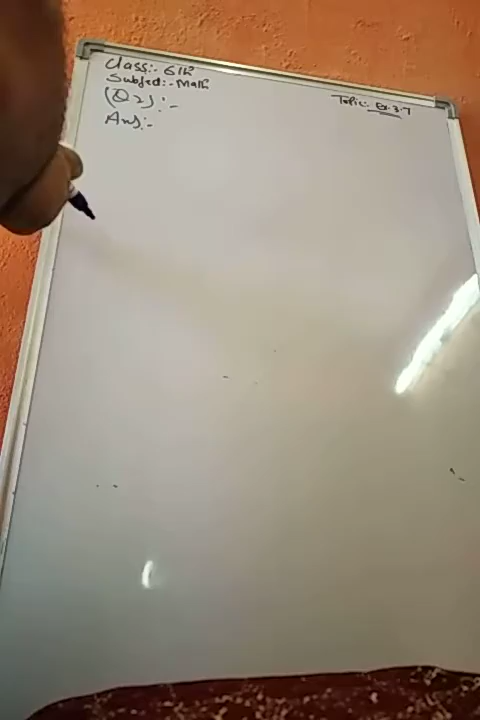 Class:- 6th
Subject:- Math
Topic:- Ex. 3.7
(Q2):-
Ans:-